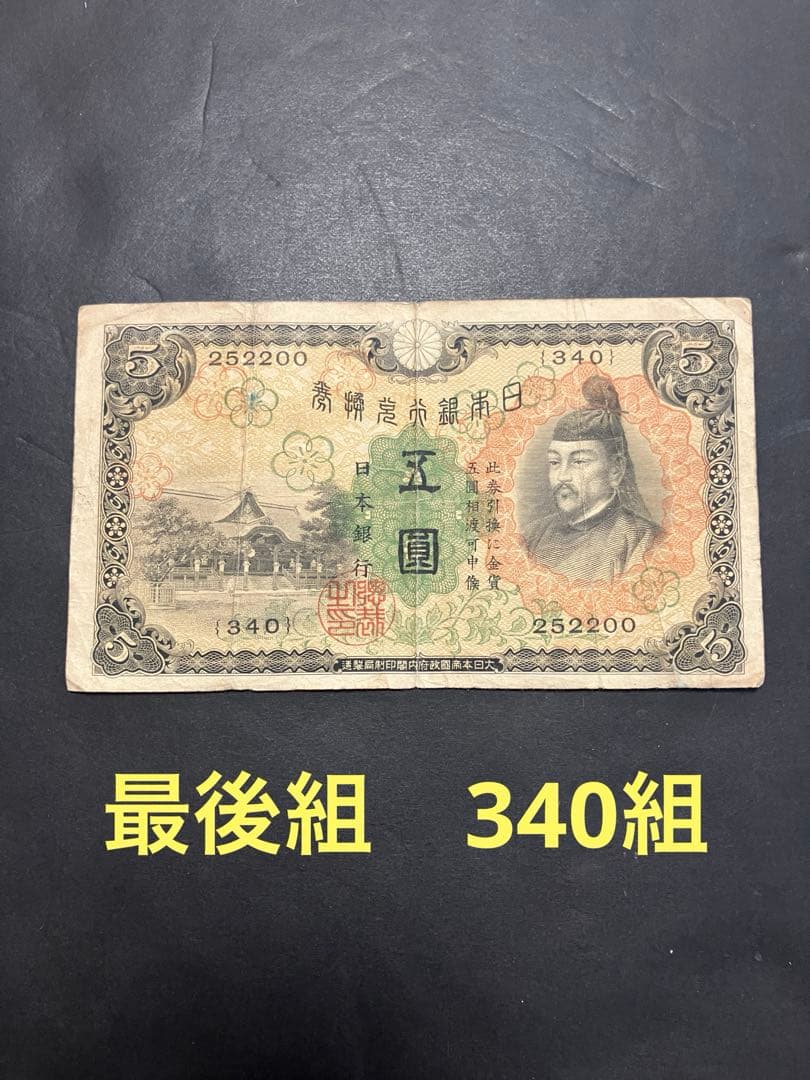 5 252200 {340} 5
日本銀行兌換券
此券引換に金貨
五圓相渡可申候
五圓
日本銀行
5 {340} 252200 5
大日本帝國政府内閣印刷局製造
最後組 340組